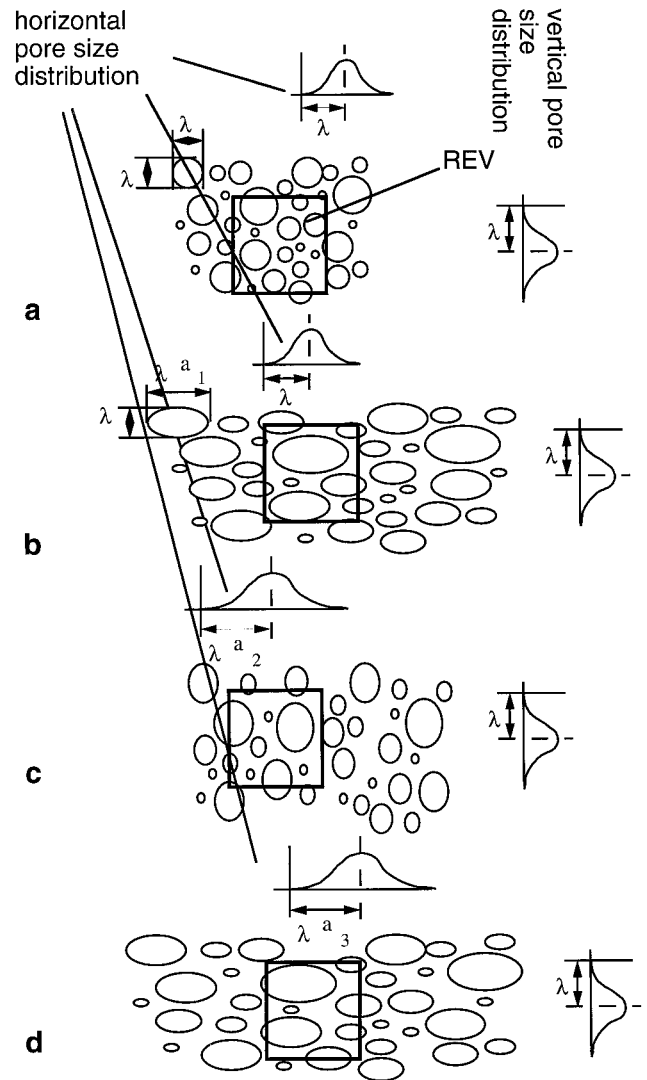 horizontal
pore size
distribution
vertical pore
size
distribution
λ
λ
λ
REV
λ
a
λ
λ a 1
λ
λ
b
λ a 2
λ
c
λ a 3
λ
d